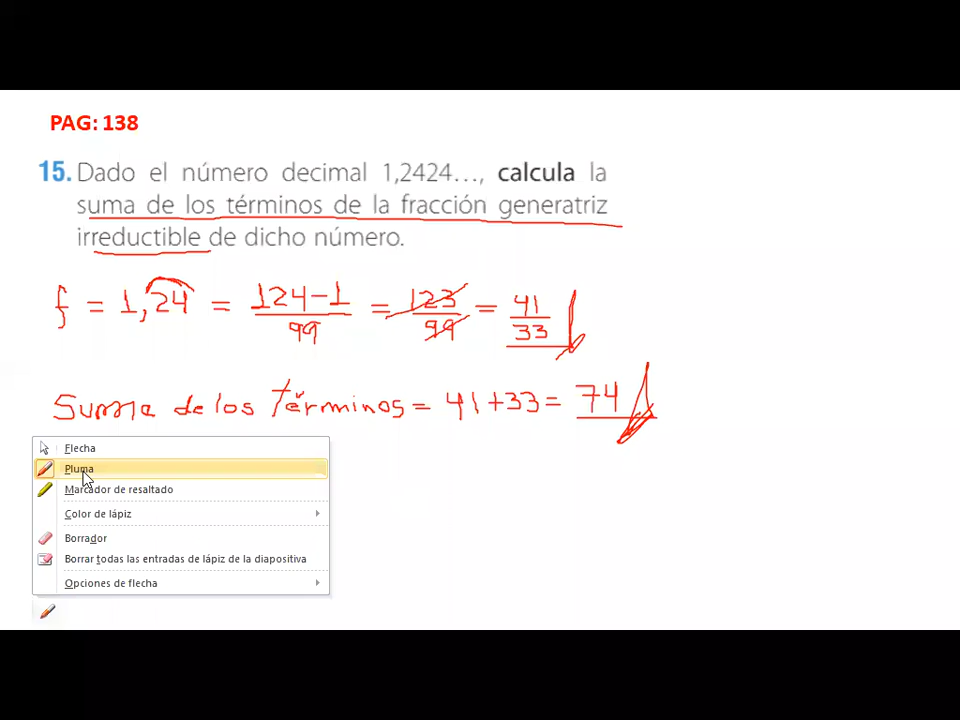 PAG: 138
15. Dado el número decimal 1,2424..., calcula la
suma de los términos de la fracción generatriz
irreductible de dicho número.
f = 1,24 = 124-1/99 = 123/99 = 41/33
Suma de los términos = 41+33= 74
Flecha
Pluma
Marcador de resaltado
Color de lápiz
Borrador
Borrar todas las entradas de lápiz de la diapositiva
Opciones de flecha